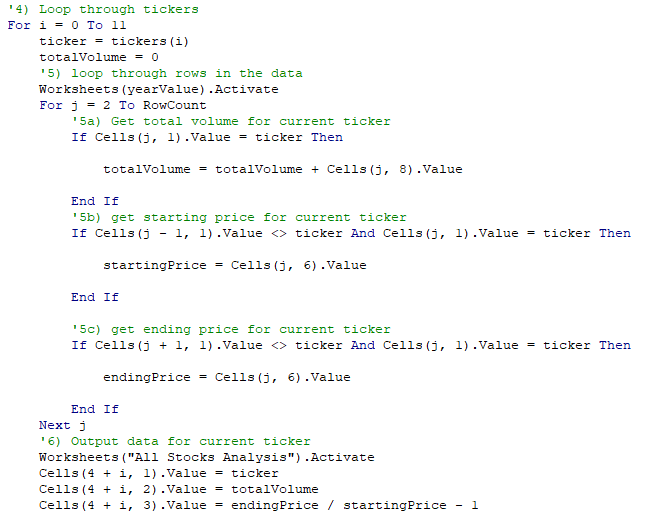 '4) Loop through tickers
For i = 0 To 11
    ticker = tickers(i)
    totalVolume = 0
    '5) loop through rows in the data
    Worksheets(yearValue).Activate
    For j = 2 To RowCount
        '5a) Get total volume for current ticker
        If Cells(j, 1).Value = ticker Then
            totalVolume = totalVolume + Cells(j, 8).Value
        End If
        '5b) get starting price for current ticker
        If Cells(j - 1, 1).Value <> ticker And Cells(j, 1).Value = ticker Then
            startingPrice = Cells(j, 6).Value
        End If
        '5c) get ending price for current ticker
        If Cells(j + 1, 1).Value <> ticker And Cells(j, 1).Value = ticker Then
            endingPrice = Cells(j, 6).Value
        End If
    Next j
    '6) Output data for current ticker
    Worksheets("All Stocks Analysis").Activate
    Cells(4 + i, 1).Value = ticker
    Cells(4 + i, 2).Value = totalVolume
    Cells(4 + i, 3).Value = endingPrice / startingPrice - 1